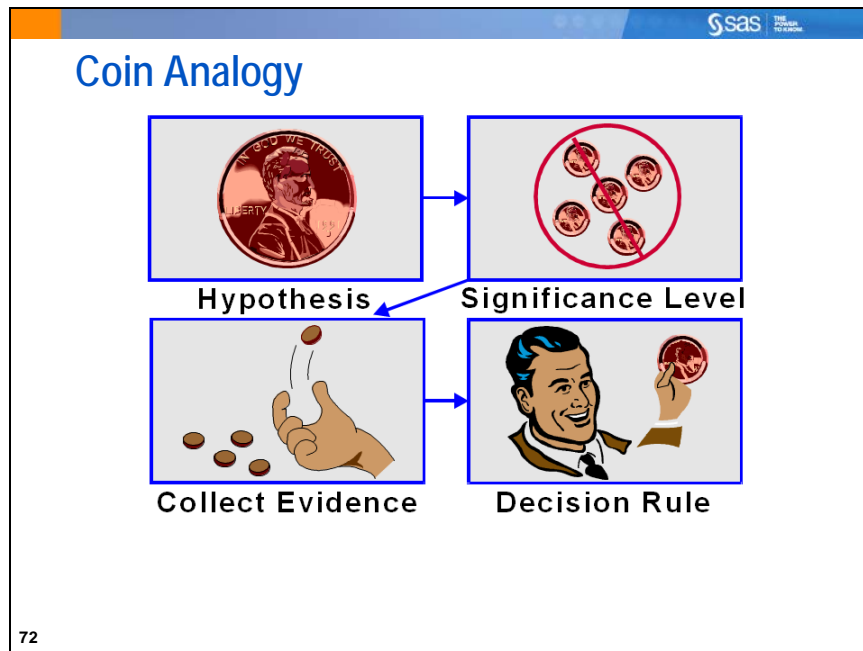 sas THE POWER TO KNOW.
Coin Analogy
IN GOD WE TRUST
LIBERTY
Hypothesis
Significance Level
Collect Evidence
Decision Rule
72